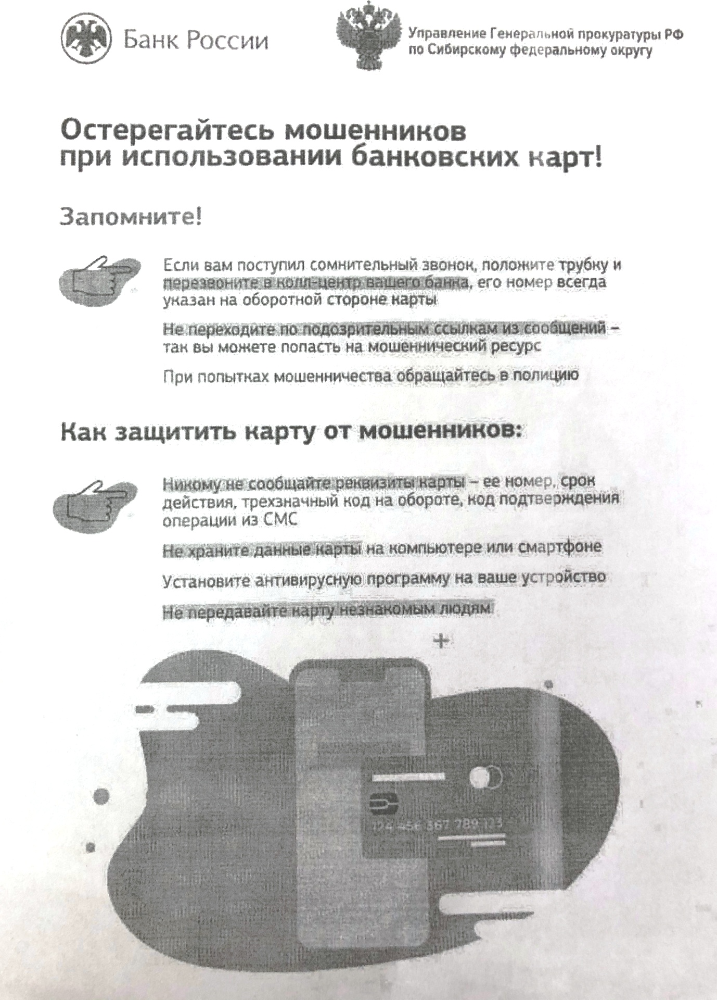 Банк России
Управление Генеральной прокуратуры РФ
по Сибирскому федеральному округу
Остерегайтесь мошенников
при использовании банковских карт!
Запомните!
Если вам поступил сомнительный звонок, положите трубку и
перезвоните в колл-центр вашего банка, его номер всегда
указан на оборотной стороне карты
Не переходите по подозрительным ссылкам из сообщений –
так вы можете попасть на мошеннический ресурс
При попытках мошенничества обращайтесь в полицию
Как защитить карту от мошенников:
Никому не сообщайте реквизиты карты – ее номер, срок
действия, трехзначный код на обороте, код подтверждения
операции из СМС
Не храните данные карты на компьютере или смартфоне
Установите антивирусную программу на ваше устройство
Не передавайте карту незнакомым людям
124 456 367 789 123